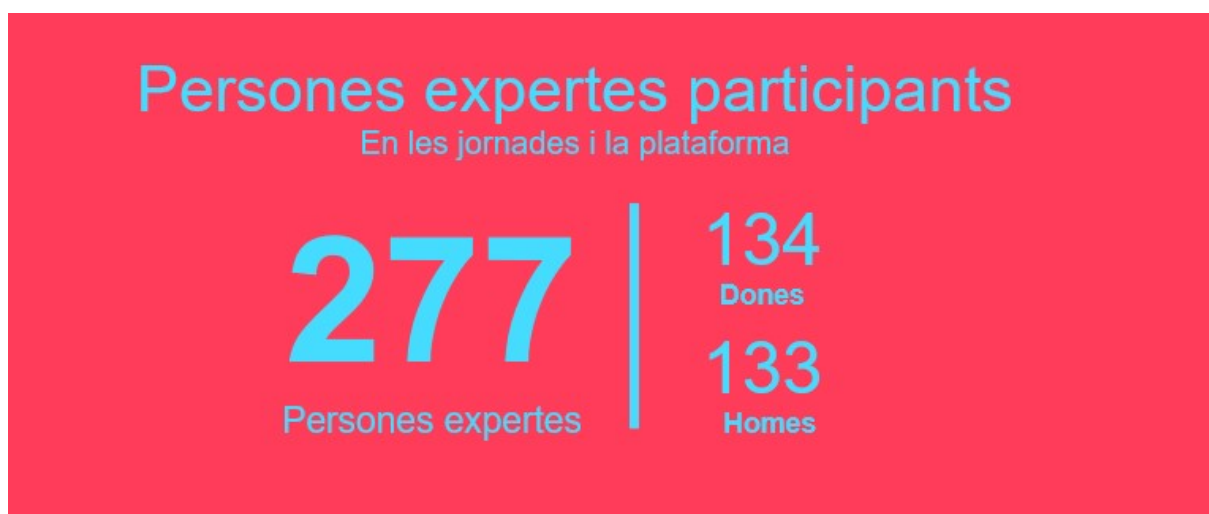 Persones expertes participants
En les jornades i la plataforma
277
Persones expertes
134
Dones
133
Homes